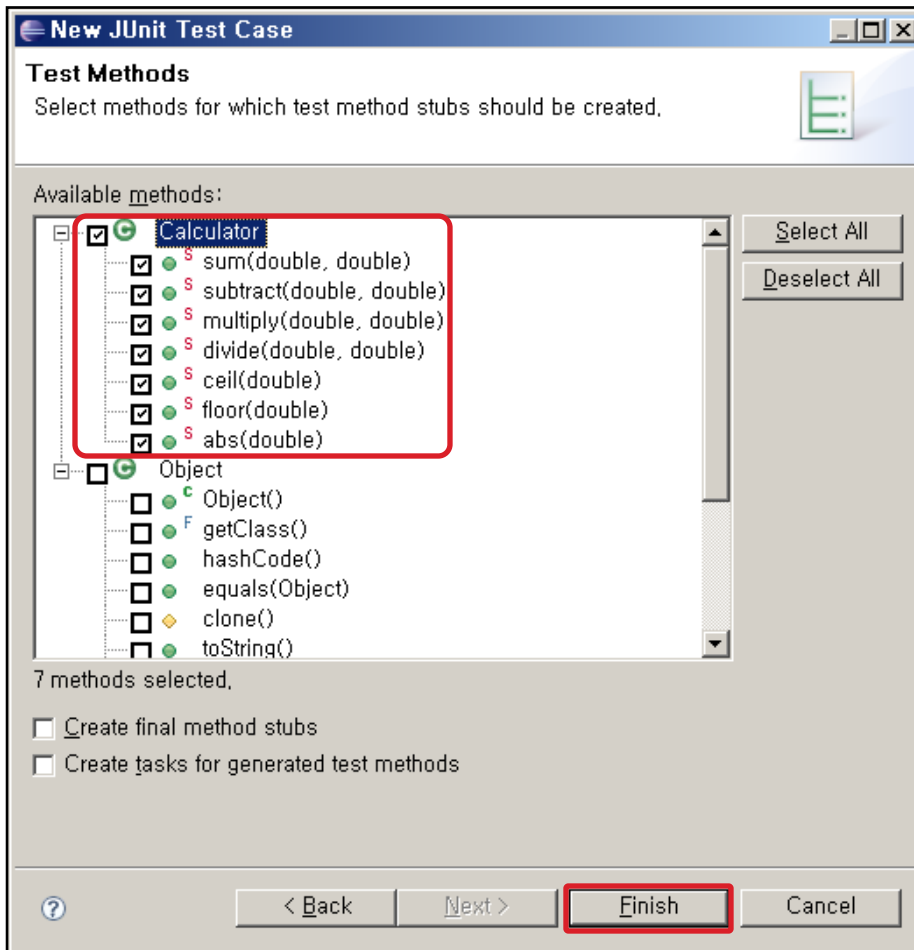 New JUnit Test Case
Test Methods
Select methods for which test method stubs should be created.
Available methods:
Calculator
S sum(double, double)
S subtract(double, double)
S multiply(double, double)
S divide(double, double)
S ceil(double)
S floor(double)
S abs(double)
Object
C Object()
F getClass()
hashCode()
equals(Object)
clone()
toString()
Select All
Deselect All
7 methods selected.
Create final method stubs
Create tasks for generated test methods
?
< Back
Next >
Finish
Cancel